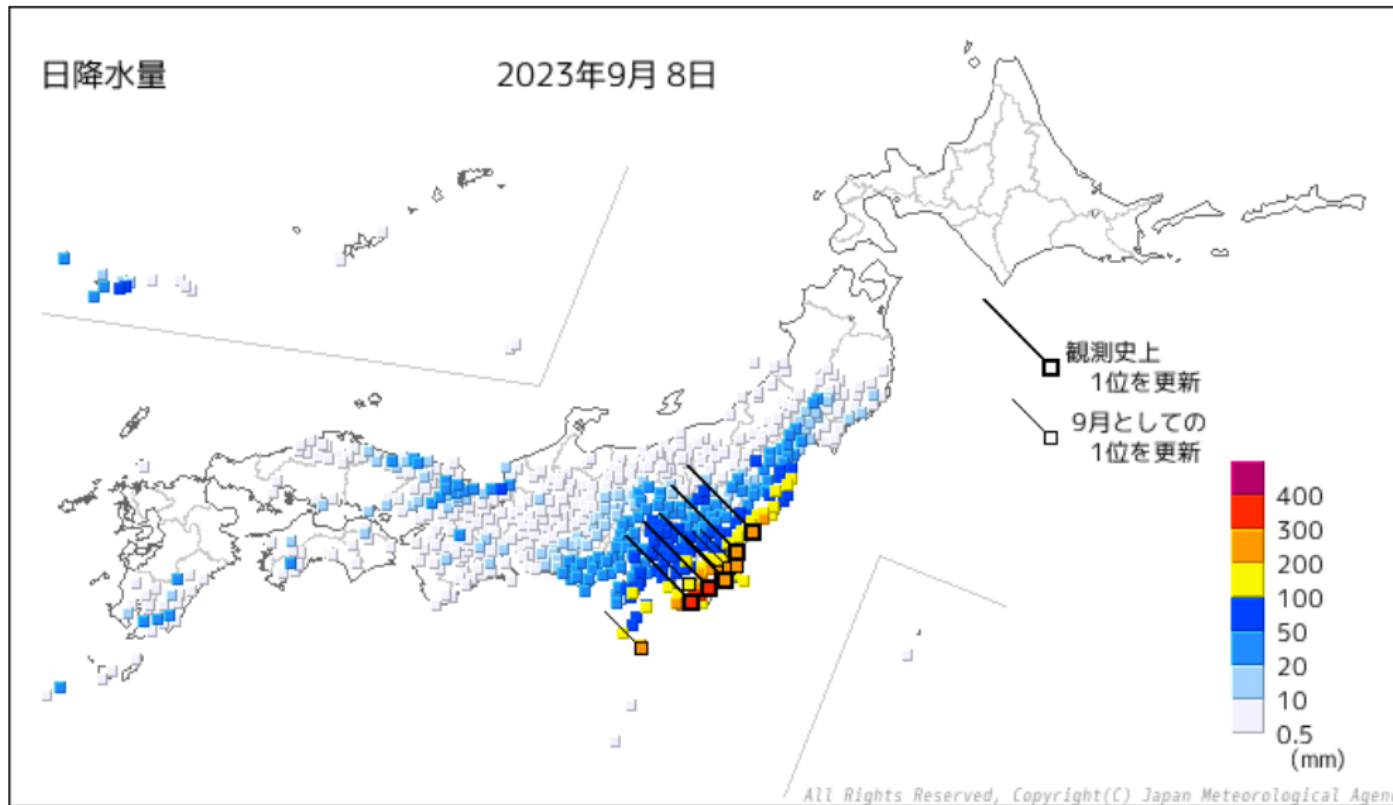 日降水量
2023年9月 8日
観測史上
1位を更新
9月としての
1位を更新
400
300
200
100
50
20
10
0.5
(mm)
All Rights Reserved, Copyright(C) Japan Meteorological Agen